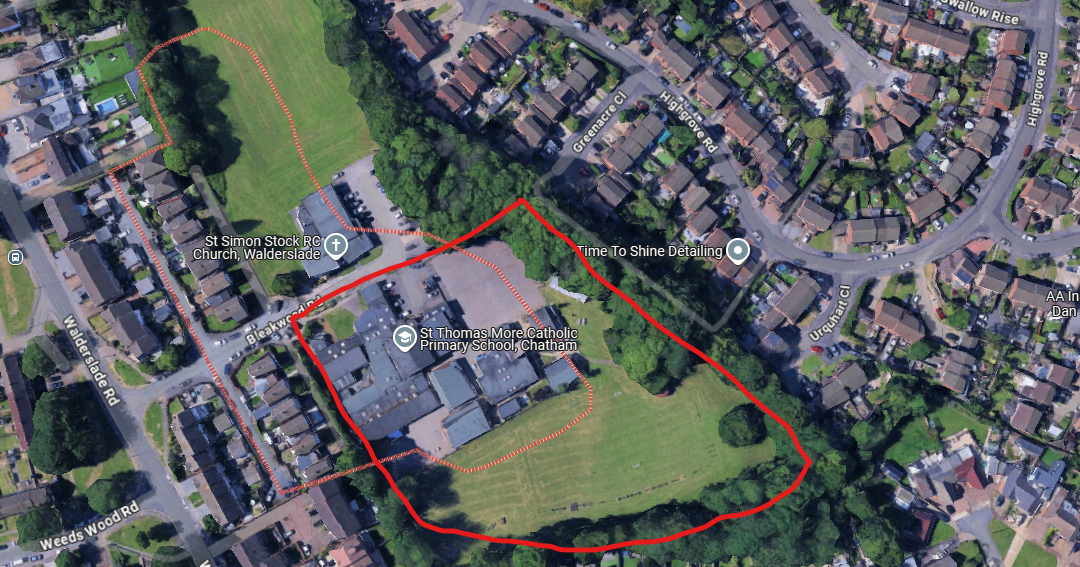 Swallow Rise
Highgrove Rd
Greenacre Cl
Highgrove Rd
St Simon Stock RC
Church, Walderslade
Time To Shine Detailing
AA In
Dan
Urquhart Cl
Bleakwood Rd
St Thomas More Catholic
Primary School, Chatham
Walderslade Rd
Weeds Wood Rd